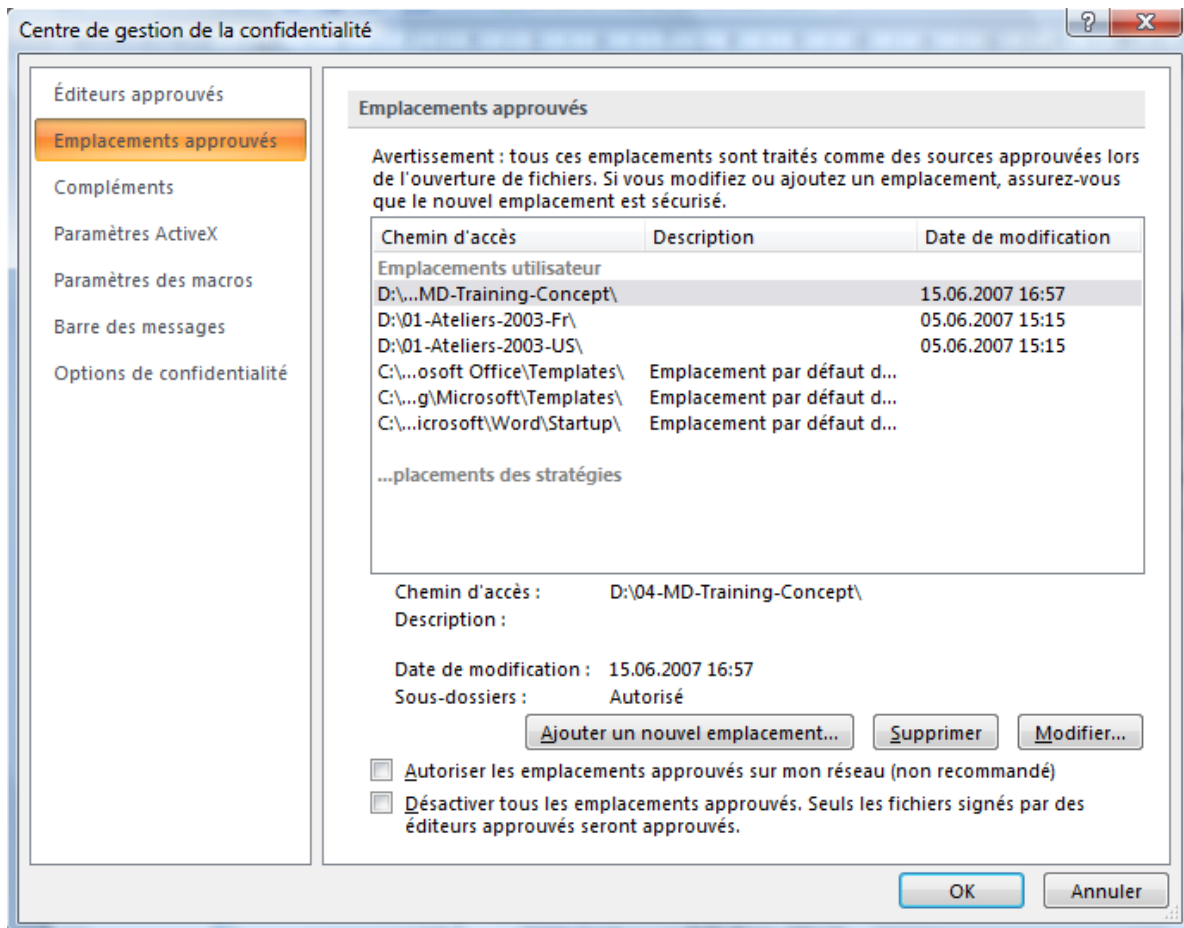 Centre de gestion de la confidentialité
Éditeurs approuvés
Emplacements approuvés
Compléments
Paramètres ActiveX
Paramètres des macros
Barre des messages
Options de confidentialité
Emplacements approuvés
Avertissement : tous ces emplacements sont traités comme des sources approuvées lors
de l'ouverture de fichiers. Si vous modifiez ou ajoutez un emplacement, assurez-vous
que le nouvel emplacement est sécurisé.
Chemin d'accès Description Date de modification
Emplacements utilisateur
D:\...MD-Training-Concept\ 15.06.2007 16:57
D:\01-Ateliers-2003-Fr\ 05.06.2007 15:15
D:\01-Ateliers-2003-US\ 05.06.2007 15:15
C:\...osoft Office\Templates\ Emplacement par défaut d...
C:\...g\Microsoft\Templates\ Emplacement par défaut d...
C:\...icrosoft\Word\Startup\ Emplacement par défaut d...
...placements des stratégies
Chemin d'accès : D:\04-MD-Training-Concept\
Description :
Date de modification : 15.06.2007 16:57
Sous-dossiers : Autorisé
Ajouter un nouvel emplacement... Supprimer Modifier...
Autoriser les emplacements approuvés sur mon réseau (non recommandé)
Désactiver tous les emplacements approuvés. Seuls les fichiers signés par des
éditeurs approuvés seront approuvés.
OK Annuler